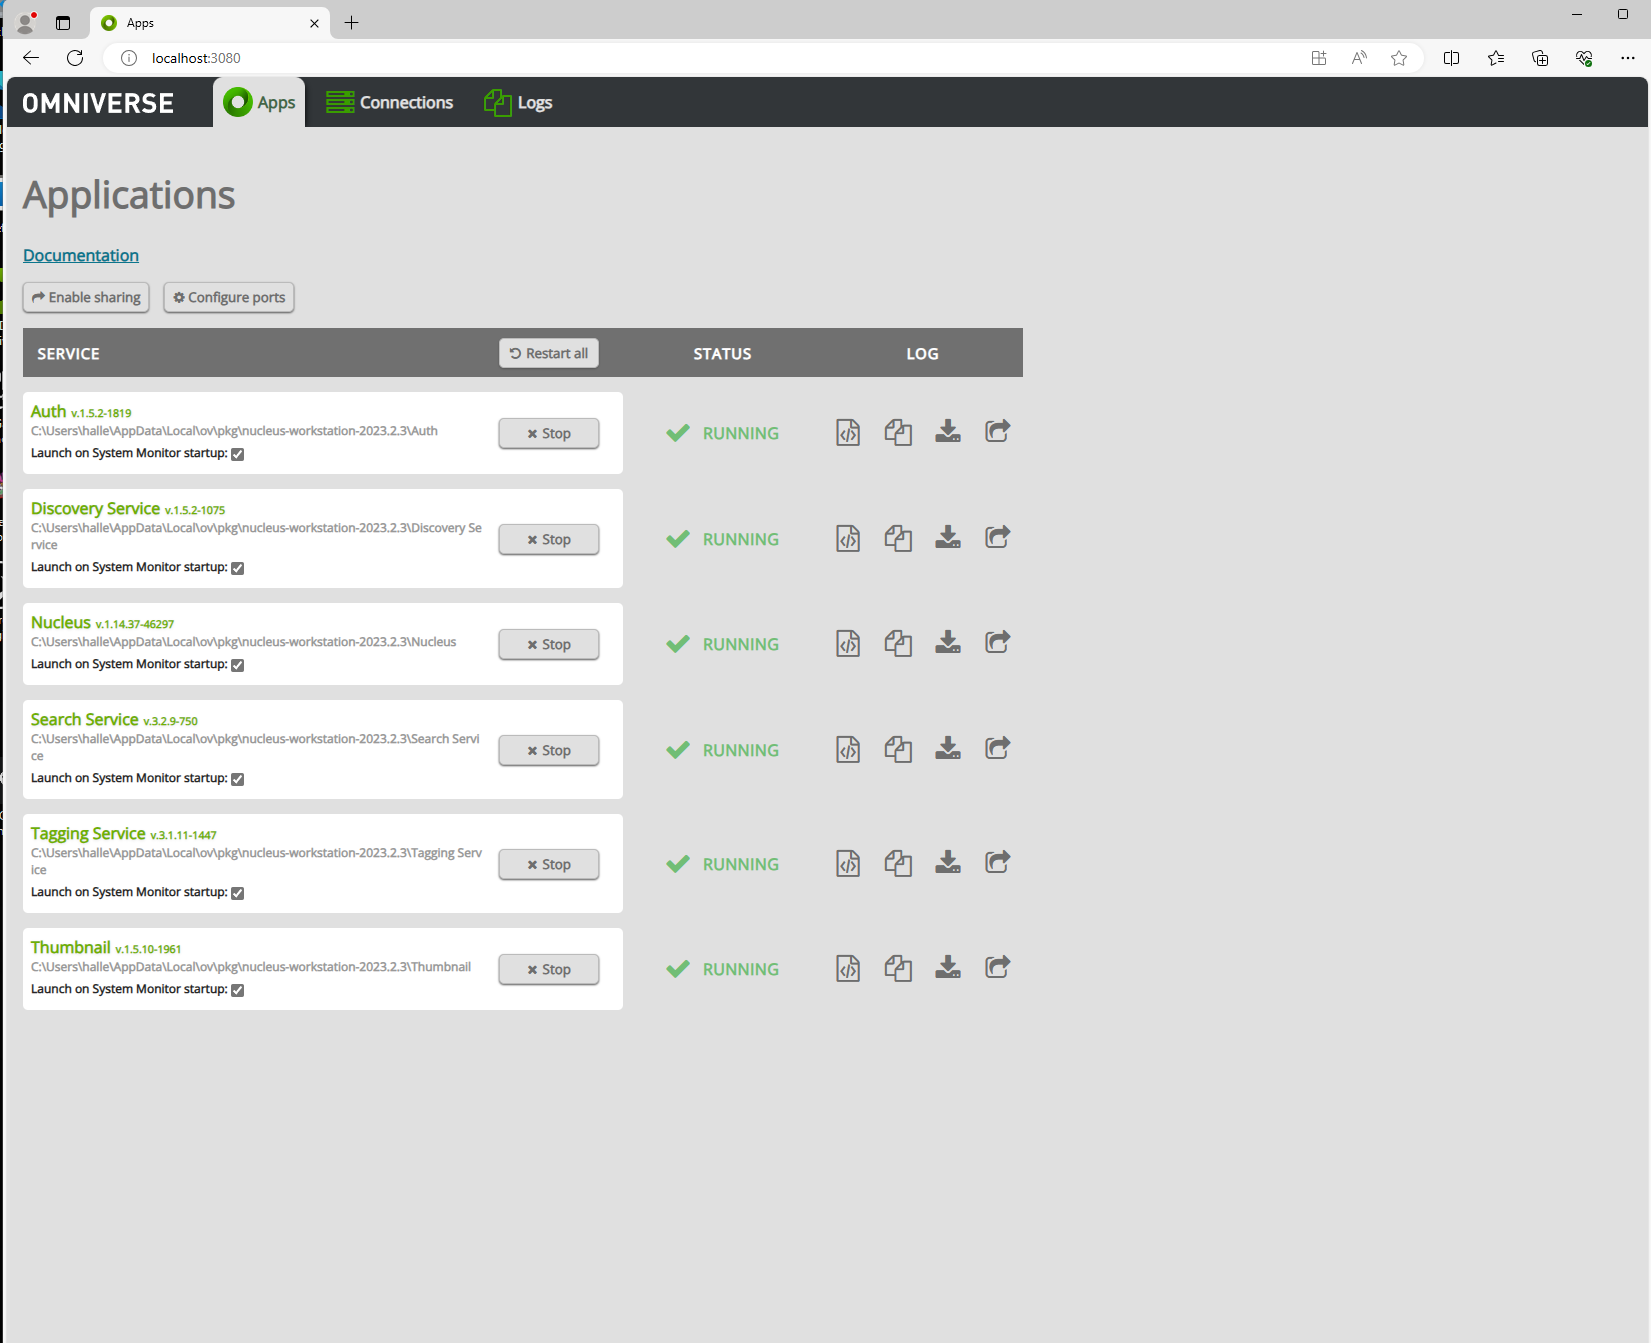 Apps
localhost:3080
OMNIVERSE
Apps
Connections
Logs
Applications
Documentation
Enable sharing
Configure ports
SERVICE
Restart all
STATUS
LOG
Auth v.1.5.2-1819
C:\Users\halle\AppData\Local\ov\pkg\nucleus-workstation-2023.2.3\Auth
Launch on System Monitor startup:
Stop
RUNNING
Discovery Service v.1.5.2-1075
C:\Users\halle\AppData\Local\ov\pkg\nucleus-workstation-2023.2.3\Discovery Se
rvice
Launch on System Monitor startup:
Stop
RUNNING
Nucleus v.1.14.37-46297
C:\Users\halle\AppData\Local\ov\pkg\nucleus-workstation-2023.2.3\Nucleus
Launch on System Monitor startup:
Stop
RUNNING
Search Service v.3.2.9-750
C:\Users\halle\AppData\Local\ov\pkg\nucleus-workstation-2023.2.3\Search Servi
ce
Launch on System Monitor startup:
Stop
RUNNING
Tagging Service v.3.1.11-1447
C:\Users\halle\AppData\Local\ov\pkg\nucleus-workstation-2023.2.3\Tagging Serv
ice
Launch on System Monitor startup:
Stop
RUNNING
Thumbnail v.1.5.10-1961
C:\Users\halle\AppData\Local\ov\pkg\nucleus-workstation-2023.2.3\Thumbnail
Launch on System Monitor startup:
Stop
RUNNING